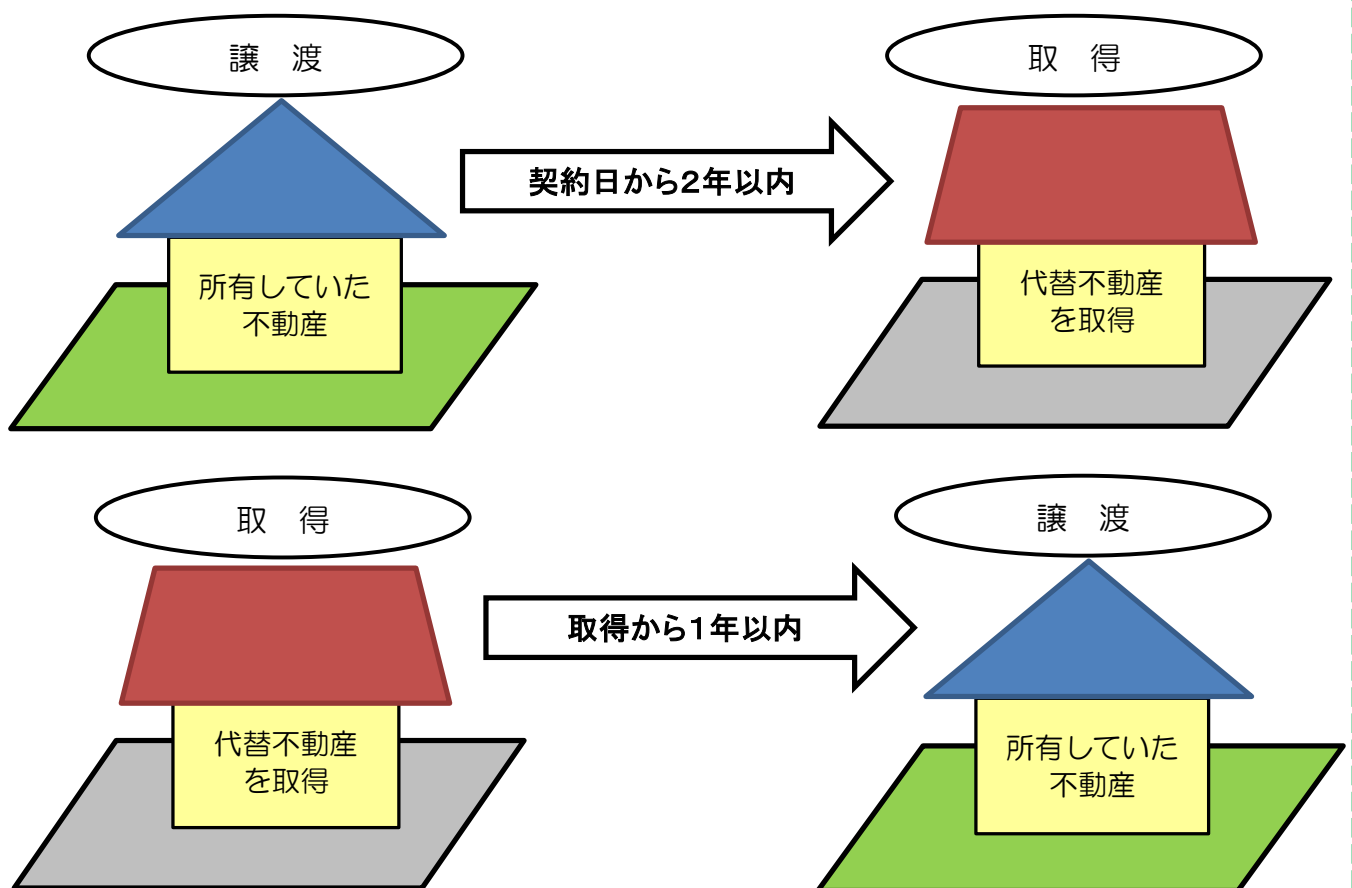 譲　渡
取　得
契約日から2年以内
所有していた
不動産
代替不動産
を取得
取　得
譲　渡
取得から1年以内
代替不動産
を取得
所有していた
不動産